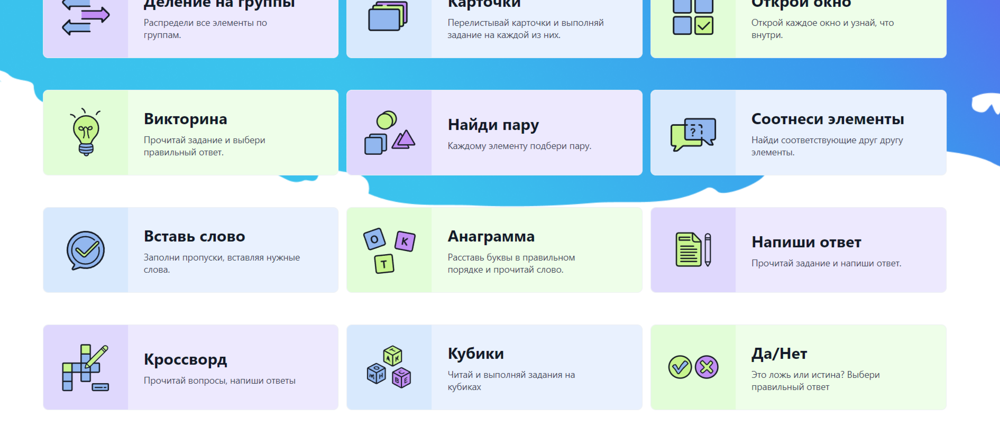 Деление на группы
Распредели все элементы по
группам.
Карточки
Перелистывай карточки и выполняй
задание на каждой из них.
Открой окно
Открой каждое окно и узнай, что
внутри.
Викторина
Прочитай задание и выбери
правильный ответ.
Найди пару
Каждому элементу подбери пару.
?
Соотнеси элементы
Найди соответствующие друг другу
элементы.
Вставь слово
Заполни пропуски, вставляя нужные
слова.
О К
Т
Анаграмма
Расставь буквы в правильном
порядке и прочитай слово.
Напиши ответ
Прочитай задание и напиши ответ.
Кроссворд
Прочитай вопросы, напиши ответы
Т
А К
О С
М Н В Е
Кубики
Читай и выполняй задания на
кубиках
Да/Нет
Это ложь или истина? Выбери
правильный ответ